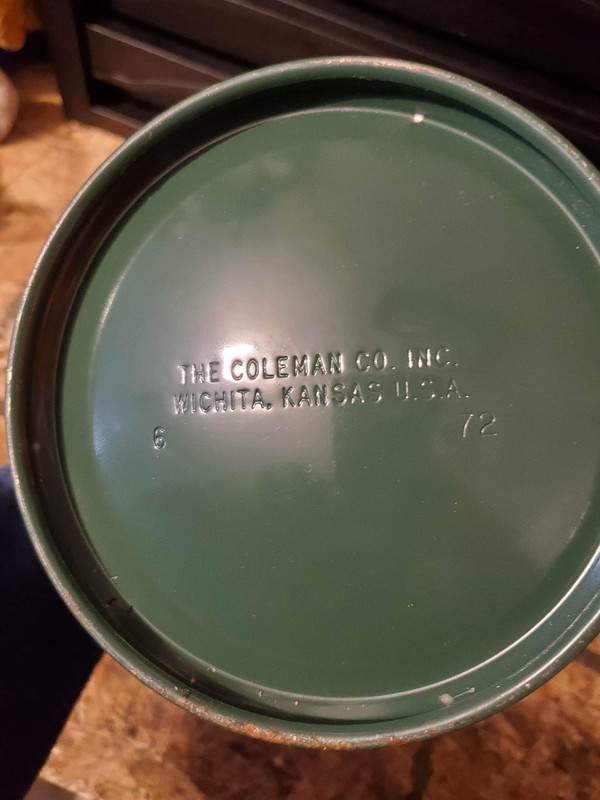 THE COLEMAN CO. INC.
WICHITA, KANSAS U.S.A.
6 72